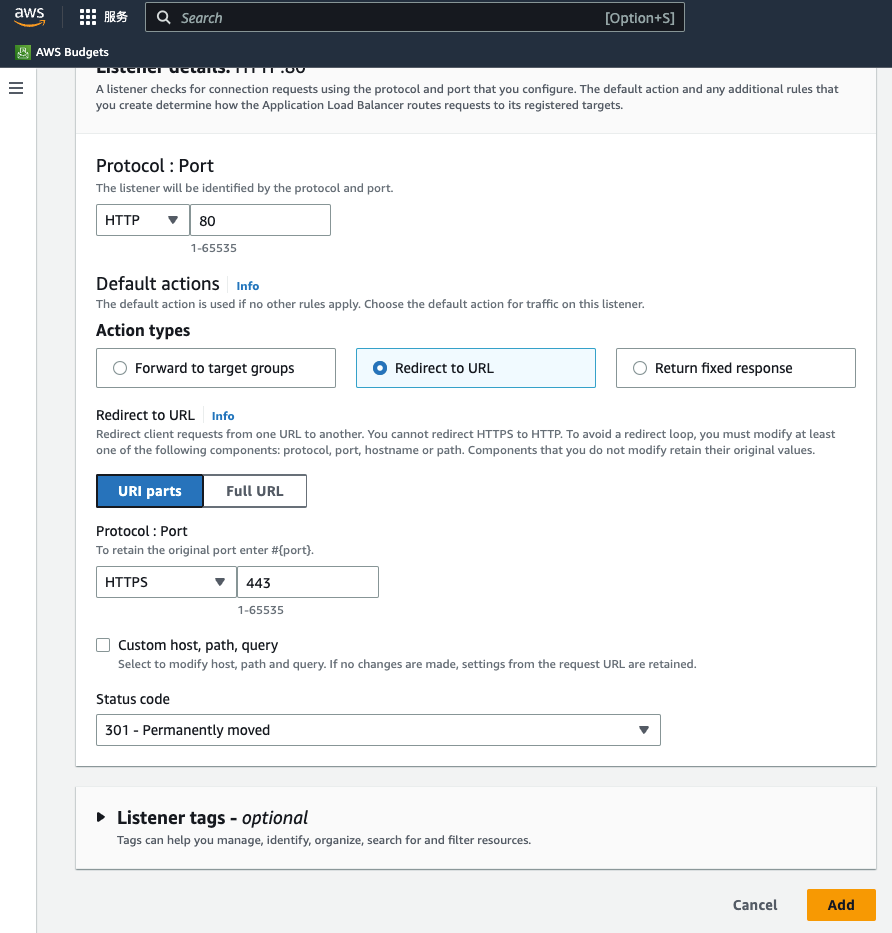 aws
服务
Search
[Option+S]
AWS Budgets
Listener details: HTTP:80
A listener checks for connection requests using the protocol and port that you configure. The default action and any additional rules that
you create determine how the Application Load Balancer routes requests to its registered targets.
Protocol : Port
The listener will be identified by the protocol and port.
HTTP
80
1-65535
Default actions
Info
The default action is used if no other rules apply. Choose the default action for traffic on this listener.
Action types
Forward to target groups
Redirect to URL
Return fixed response
Redirect to URL
Info
Redirect client requests from one URL to another. You cannot redirect HTTPS to HTTP. To avoid a redirect loop, you must modify at least
one of the following components: protocol, port, hostname or path. Components that you do not modify retain their original values.
URI parts
Full URL
Protocol : Port
To retain the original port enter #{port}.
HTTPS
443
1-65535
Custom host, path, query
Select to modify host, path and query. If no changes are made, settings from the request URL are retained.
Status code
301 - Permanently moved
Listener tags - optional
Tags can help you manage, identify, organize, search for and filter resources.
Cancel
Add